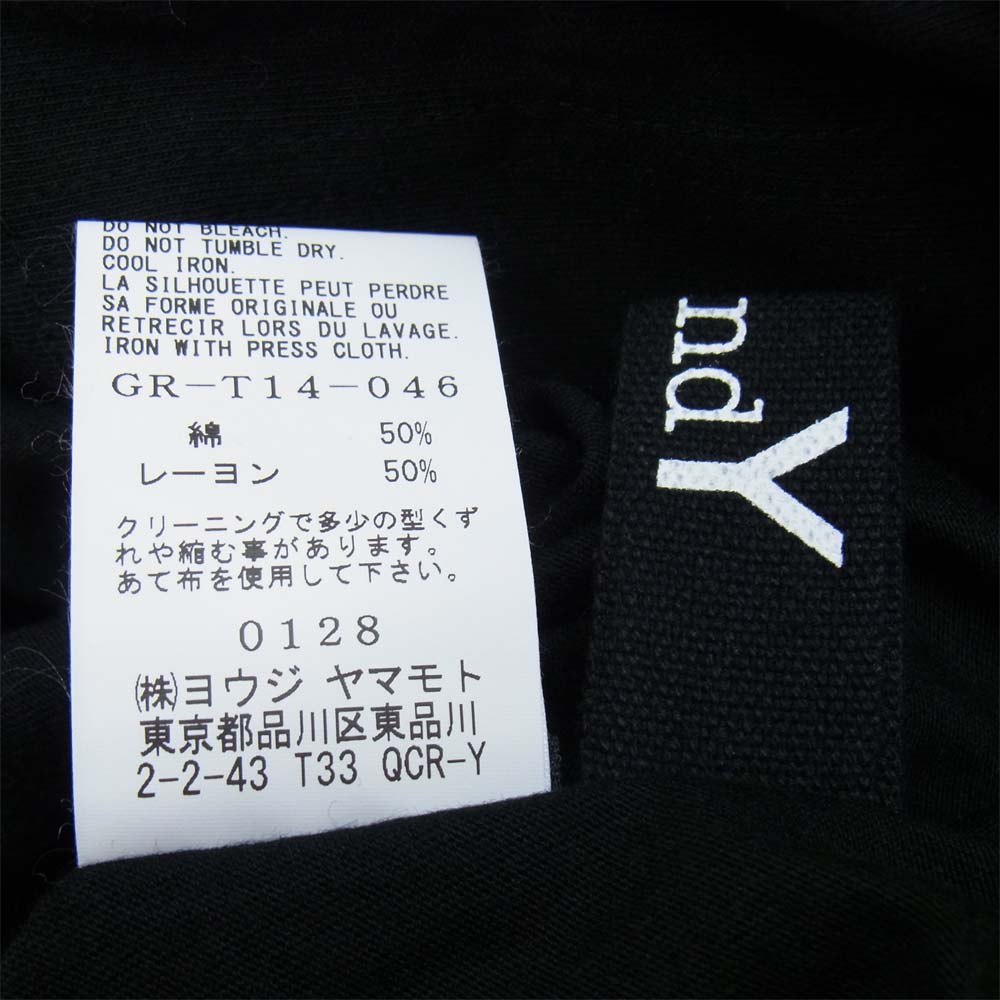 DO NOT BLEACH.
DO NOT TUMBLE DRY.
COOL IRON.
LA SILHOUETTE PEUT PERDRE
SA FORME ORIGINALE OU
RETRECIR LORS DU LAVAGE.
IRON WITH PRESS CLOTH.
GR-T14-046
綿 50%
レーヨン 50%
クリーニングで多少の型くず
れや縮む事があります。
あて布を使用して下さい。
0128
㈱ヨウジ ヤマモト
東京都品川区東品川
2-2-43 T33 QCR-Y
ndY